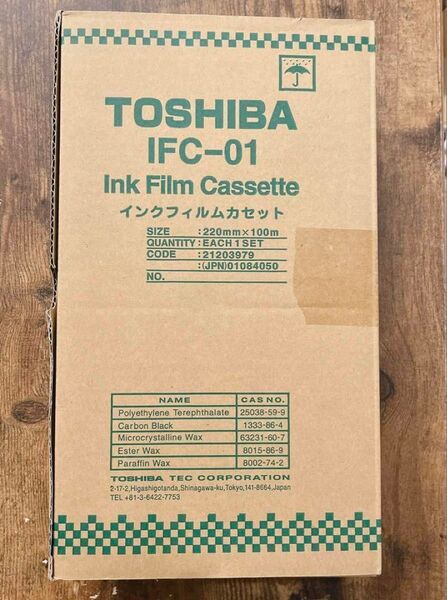 TOSHIBA
IFC-01
Ink Film Cassette
インクフィルムカセット
SIZE :220mm×100m
QUANTITY :EACH 1 SET
CODE :21203979
:(JPN)01084050
NO.
NAME CAS NO.
Polyethylene Terephthalate 25038-59-9
Carbon Black 1333-86-4
Microcrystalline Wax 63231-60-7
Ester Wax 8015-86-9
Paraffin Wax 8002-74-2
TOSHIBA TEC CORPORATION
2-17-2,Higashigotanda,Shinagawa-ku,Tokyo,141-8664,Japan
TEL +81-3-6422-7753